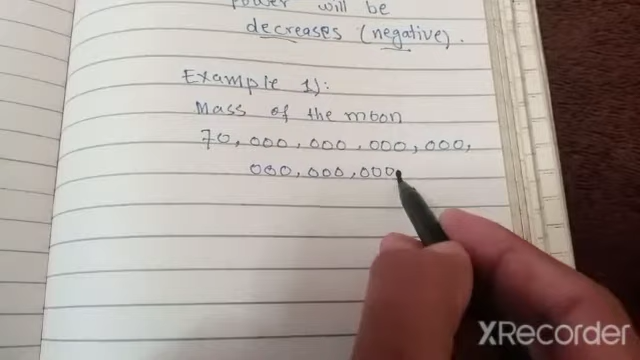 power will be
decreases (negative).
Example 1):
Mass of the moon
70,000,000,000,000,
000,000,000
XRecorder